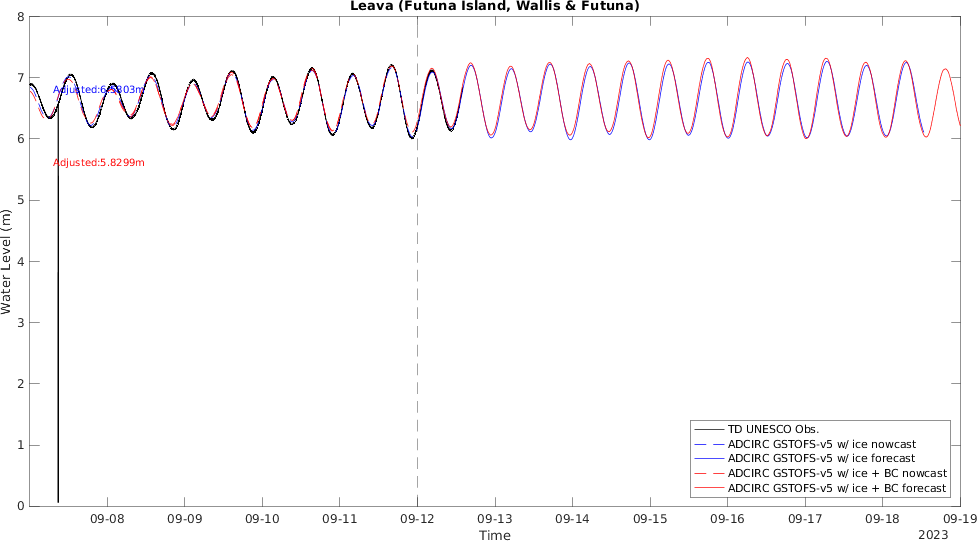 Leava (Futuna Island, Wallis & Futuna)
8
7
6
5
4
3
2
1
0
Water Level (m)
Adjusted:5.8299m
TD UNESCO Obs.
ADCIRC GSTOFS-v5 w/ ice nowcast
ADCIRC GSTOFS-v5 w/ ice forecast
ADCIRC GSTOFS-v5 w/ ice + BC nowcast
ADCIRC GSTOFS-v5 w/ ice + BC forecast
09-08 09-09 09-10 09-11 09-12 09-13 09-14 09-15 09-16 09-17 09-18 09-19
Time
2023